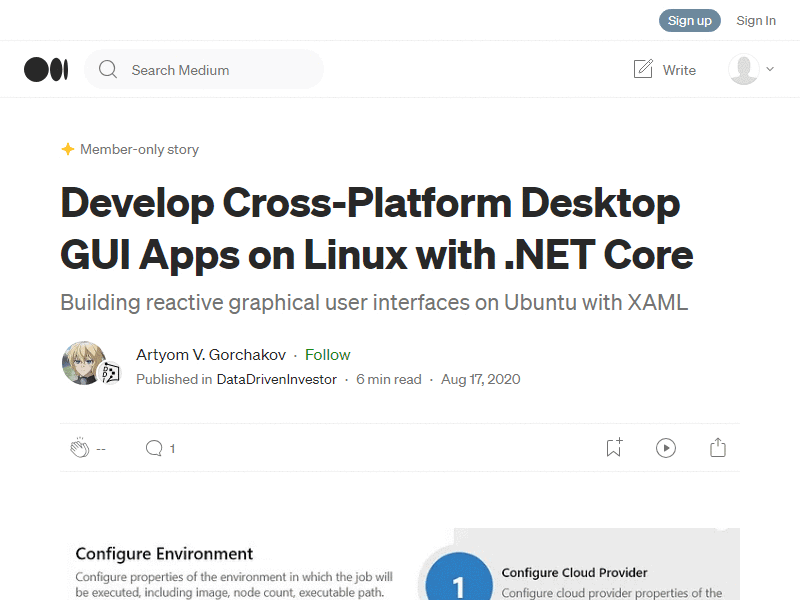 Sign up Sign In
Search Medium Write
Member-only story
Develop Cross-Platform Desktop
GUI Apps on Linux with .NET Core
Building reactive graphical user interfaces on Ubuntu with XAML
Artyom V. Gorchakov · Follow
Published in DataDrivenInvestor · 6 min read · Aug 17, 2020
-- 1
Configure Environment
Configure properties of the environment in which the job will
be executed, including image, node count, executable path.
1
Configure Cloud Provider
Configure cloud provider properties of the